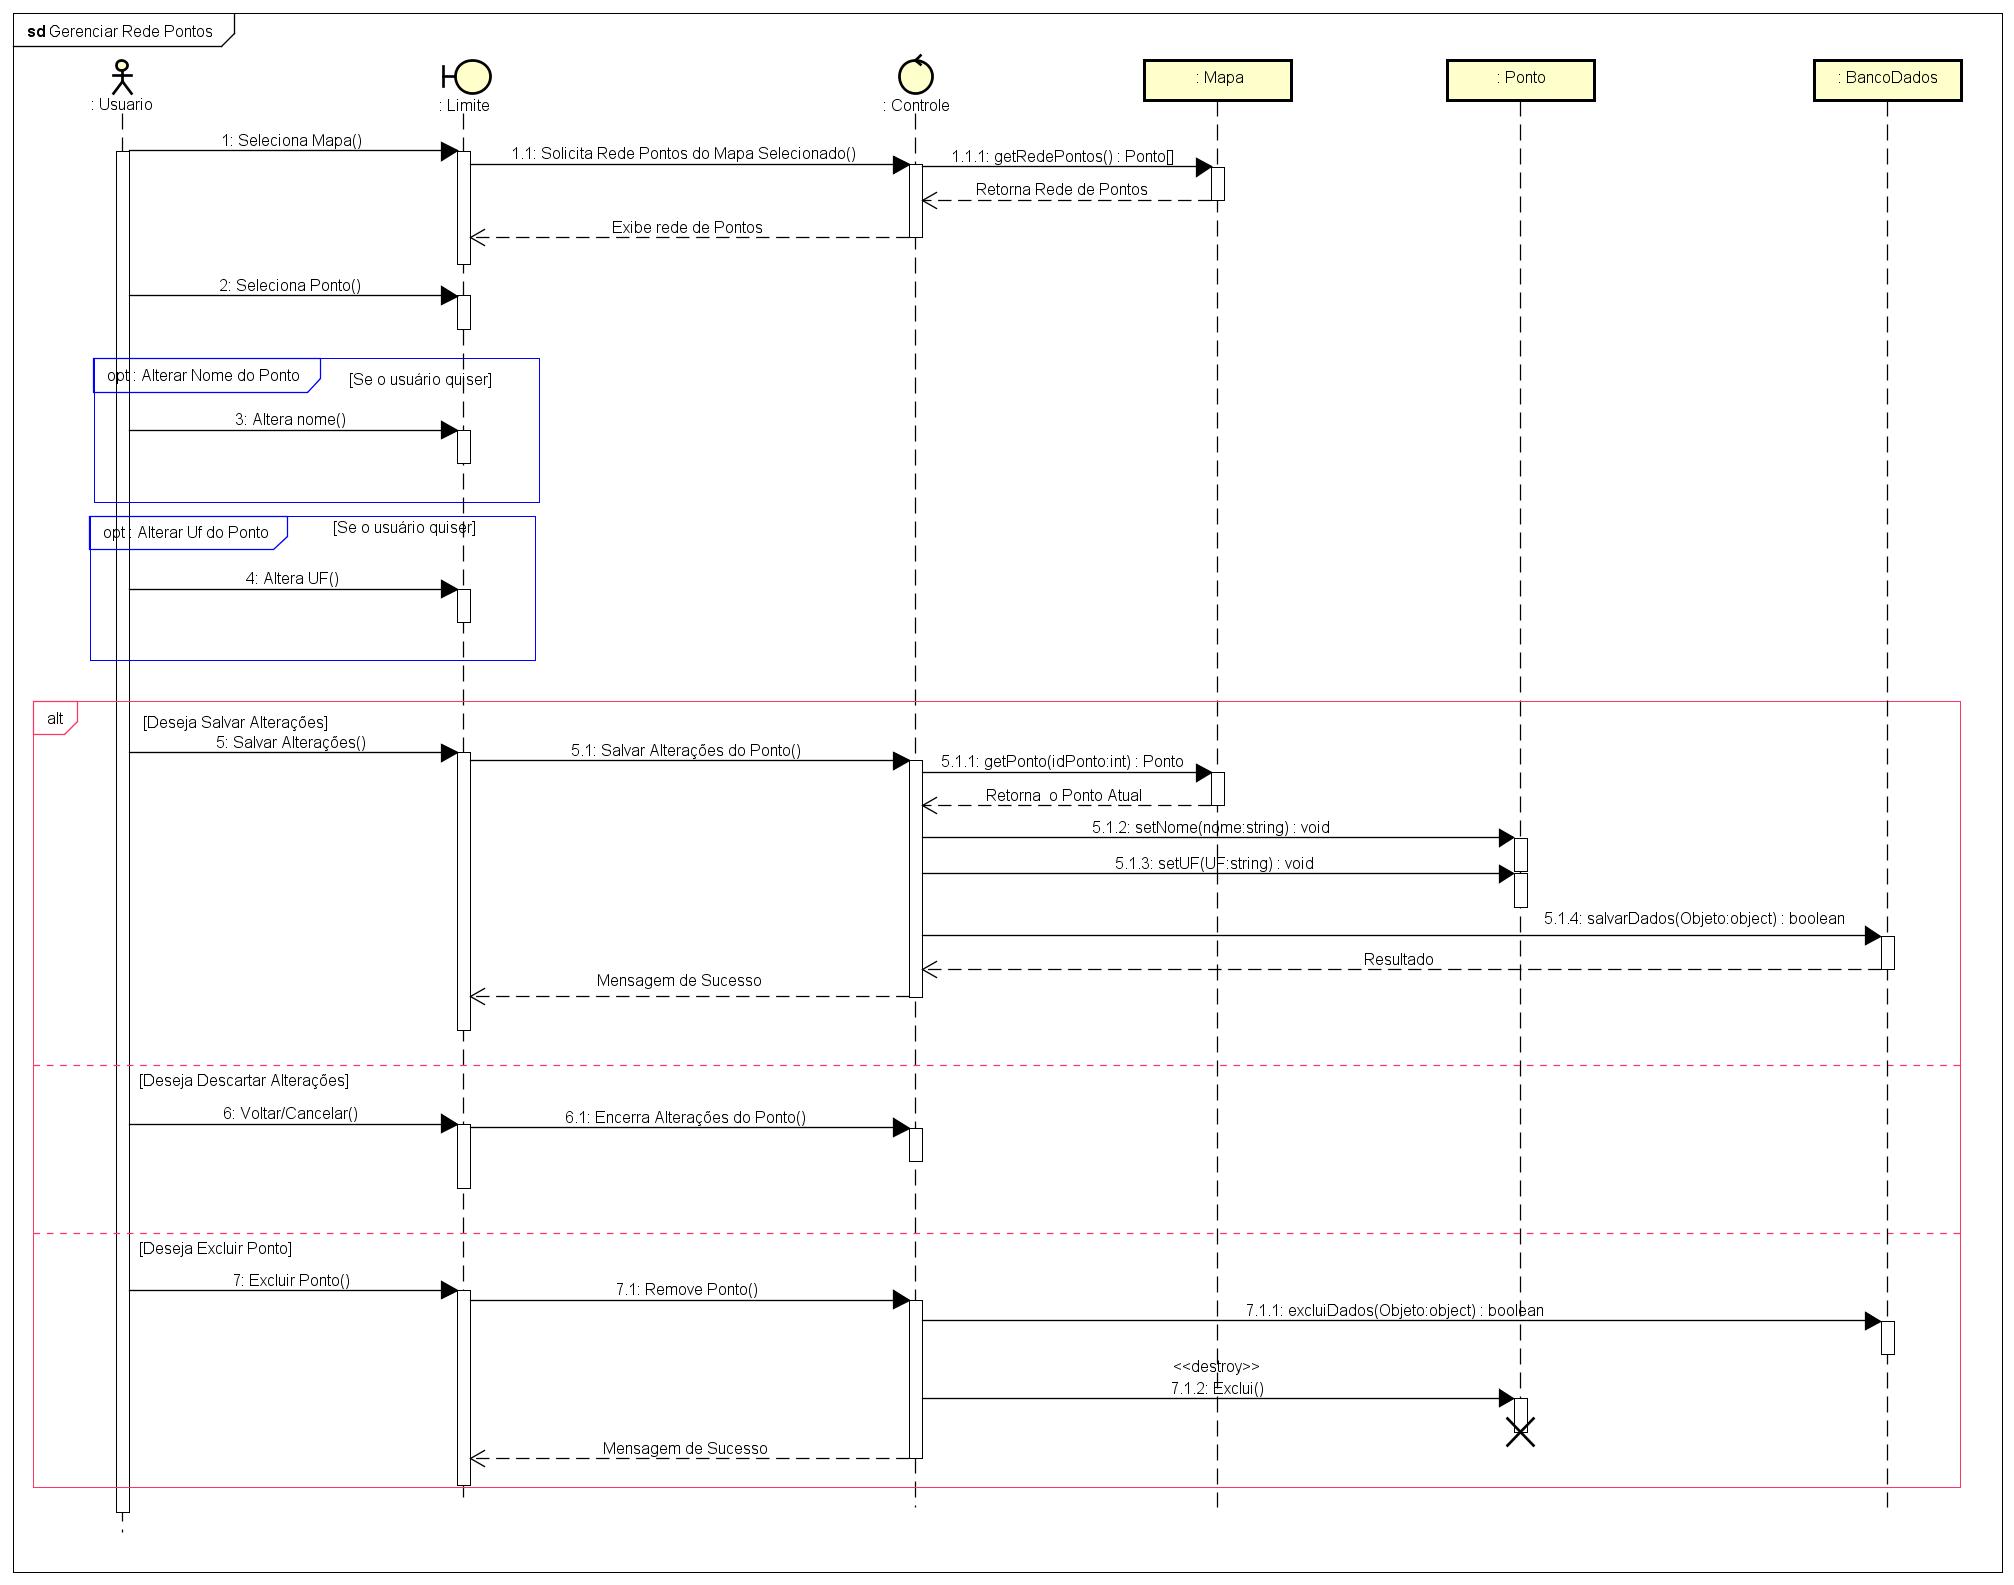 sd Gerenciar Rede Pontos
: Usuario
: Limite
: Controle
: Mapa
: Ponto
: BancoDados
1: Seleciona Mapa()
1.1: Solicita Rede Pontos do Mapa Selecionado()
1.1.1: getRedePontos() : Ponto[]
Retorna Rede de Pontos
Exibe rede de Pontos
2: Seleciona Ponto()
opt : Alterar Nome do Ponto
[Se o usuário quiser]
3: Altera nome()
opt : Alterar Uf do Ponto
[Se o usuário quiser]
4: Altera UF()
alt
[Deseja Salvar Alterações]
5: Salvar Alterações()
5.1: Salvar Alterações do Ponto()
5.1.1: getPonto(idPonto:int) : Ponto
Retorna  o Ponto Atual
5.1.2: setNome(nome:string) : void
5.1.3: setUF(UF:string) : void
5.1.4: salvarDados(Objeto:object) : boolean
Resultado
Mensagem de Sucesso
[Deseja Descartar Alterações]
6: Voltar/Cancelar()
6.1: Encerra Alterações do Ponto()
[Deseja Excluir Ponto]
7: Excluir Ponto()
7.1: Remove Ponto()
7.1.1: excluiDados(Objeto:object) : boolean
<<destroy>>
7.1.2: Exclui()
Mensagem de Sucesso